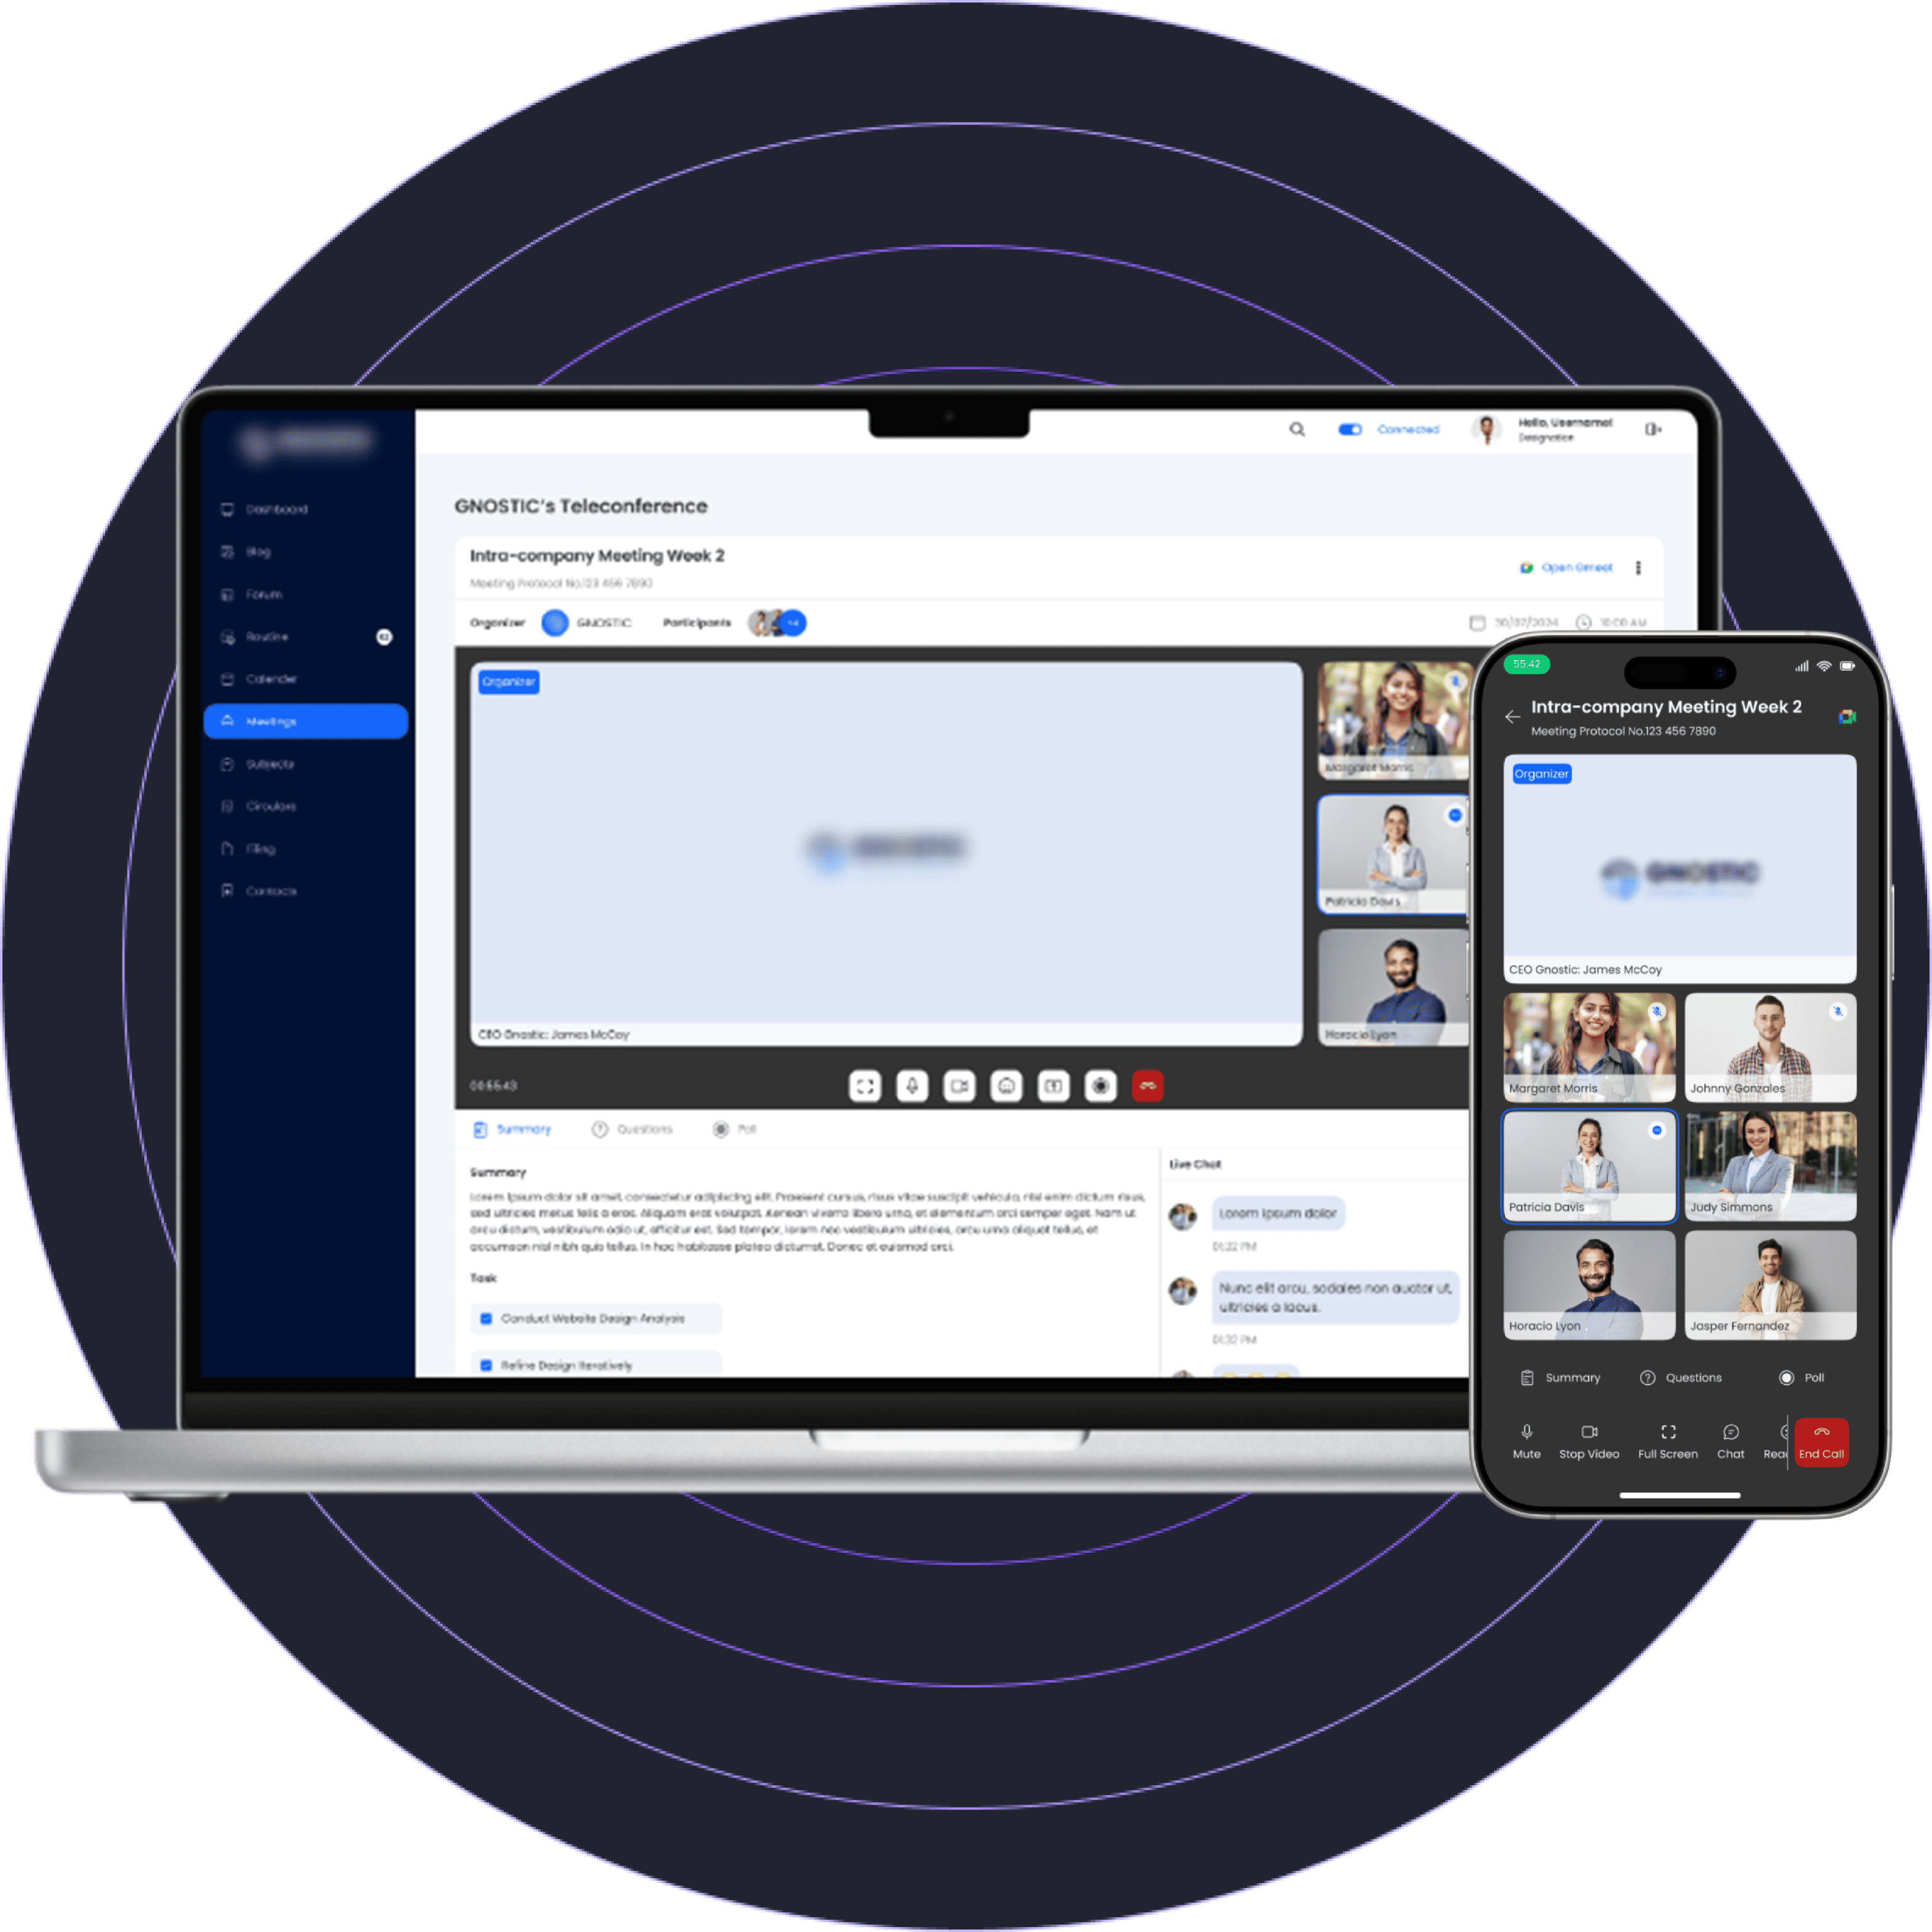 GNOSTIC
Connected
Hello, Username!
Designation
Dashboard
Blog
Forum
Routine
Calender
Meetings
Subjects
Circulars
Filing
Contacts
GNOSTIC's Teleconference
Intra-company Meeting Week 2
Meeting Protocol No.123 456 7890
Open Gmeet
Organizer
GNOSTIC
Participants
+4
30/07/2024
10:00 AM
Organizer
GNOSTIC
CEO Gnostic: James McCoy
Margaret Morris
Patricia Davis
Horacio Lyon
00:55:43
Summary
Questions
Poll
Summary
Lorem ipsum dolor sit amet, consectetur adipiscing elit. Praesent cursus, risus vitae suscipit vehicula, nisl enim dictum risus,
sed ultricies metus felis a eros. Aliquam erat volutpat. Aenean viverra libero urna, et elementum orci semper eget. Nam ut
arcu dictum, vestibulum odio ut, efficitur est. Sed tempor, lorem nec vestibulum ultricies, arcu urna aliquet tellus, et
accumsan nisl nibh quis tellus. In hac habitasse platea dictumst. Donec et euismod orci.
Task
Conduct Website Design Analysis
Refine Design Iteratively
Live Chat
Lorem ipsum dolor
01:32 PM
Nunc elit arcu, sodales non auctor ut,
ultricies a lacus.
01:32 PM
55:42
Intra-company Meeting Week 2
Meeting Protocol No.123 456 7890
Organizer
GNOSTIC
CEO Gnostic: James McCoy
Margaret Morris
Johnny Gonzales
Patricia Davis
Judy Simmons
Horacio Lyon
Jasper Fernandez
Summary
Questions
Poll
Mute
Stop Video
Full Screen
Chat
Reac
End Call